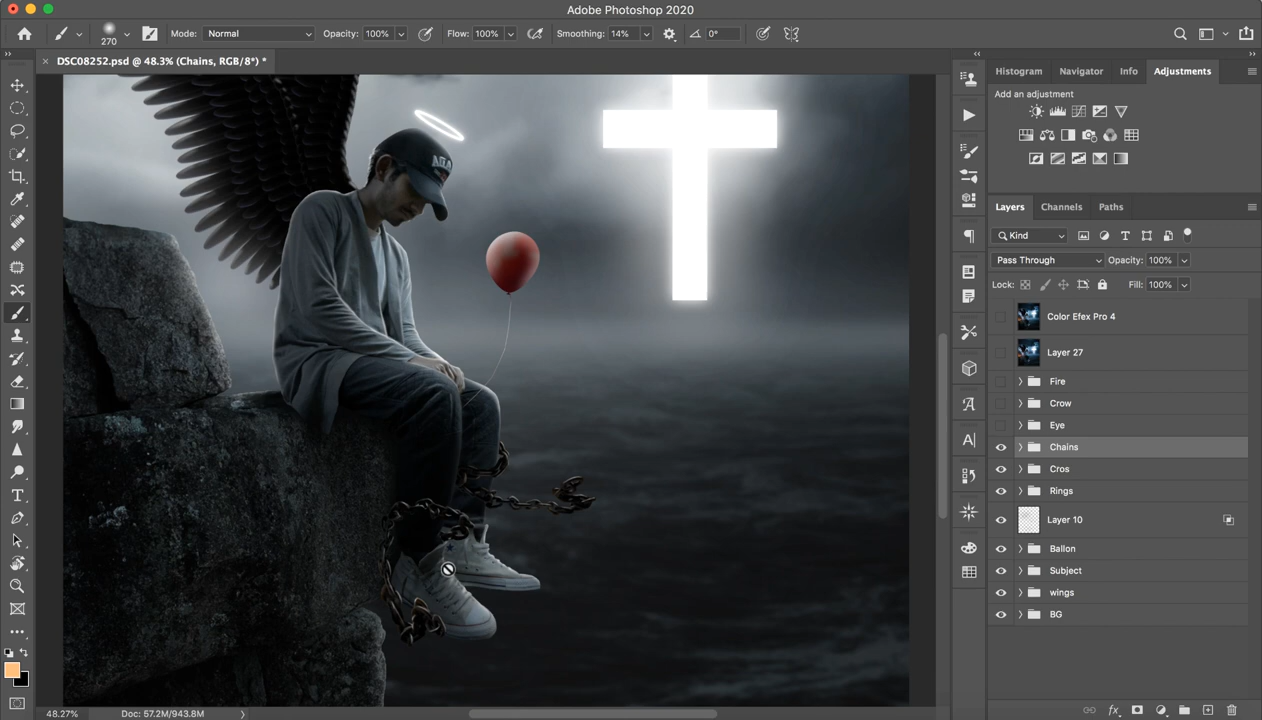 Adobe Photoshop 2020
270 Mode: Normal Opacity: 100% Flow: 100% Smoothing: 14% 0°
× DSC08252.psd @ 48.3% (Chains, RGB/8*) *
Histogram Navigator Info Adjustments
Add an adjustment
Layers Channels Paths
Kind
Pass Through Opacity: 100%
Lock: Fill: 100%
Color Efex Pro 4
Layer 27
Fire
Crow
Eye
Chains
Cros
Rings
Layer 10
Ballon
Subject
wings
BG
48.27% Doc: 57.2M/943.8M